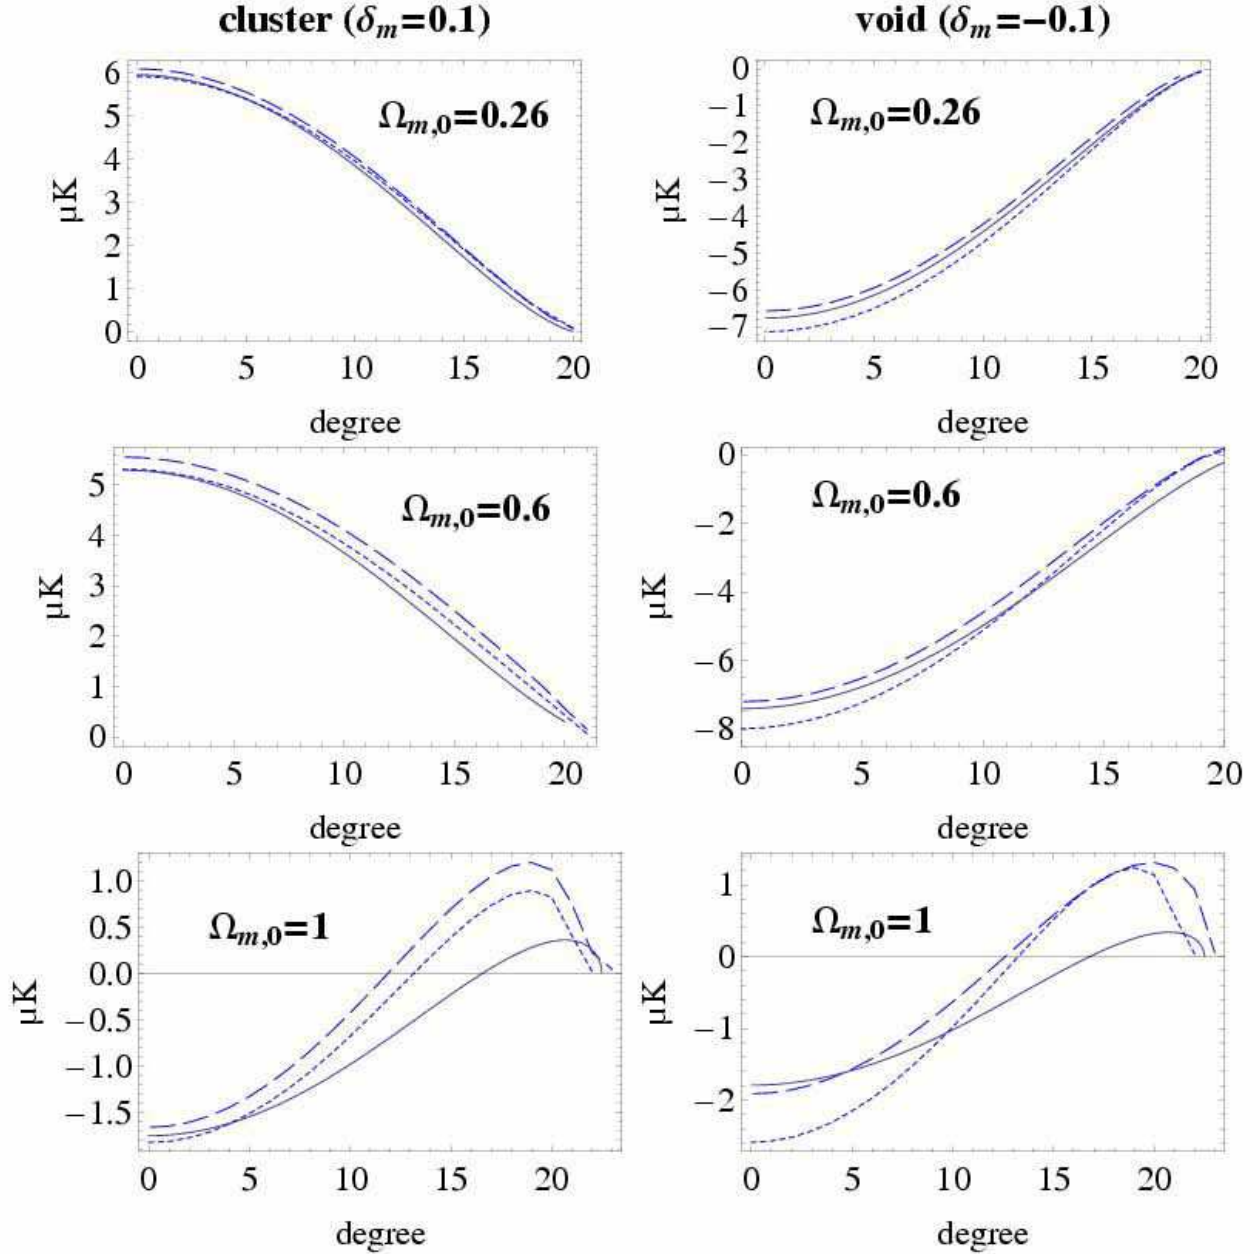 cluster (δm=0.1)
void (δm=−0.1)
6
5
4
3
2
1
0
μK
Ωm,0=0.26
0 5 10 15 20
degree
0
−1
−2
−3
−4
−5
−6
−7
μK
Ωm,0=0.26
0 5 10 15 20
degree
5
4
3
2
1
0
μK
Ωm,0=0.6
0 5 10 15 20
degree
0
−2
−4
−6
−8
μK
Ωm,0=0.6
0 5 10 15 20
degree
1.0
0.5
0.0
−0.5
−1.0
−1.5
μK
Ωm,0=1
0 5 10 15 20
degree
1
0
−1
−2
μK
Ωm,0=1
0 5 10 15 20
degree